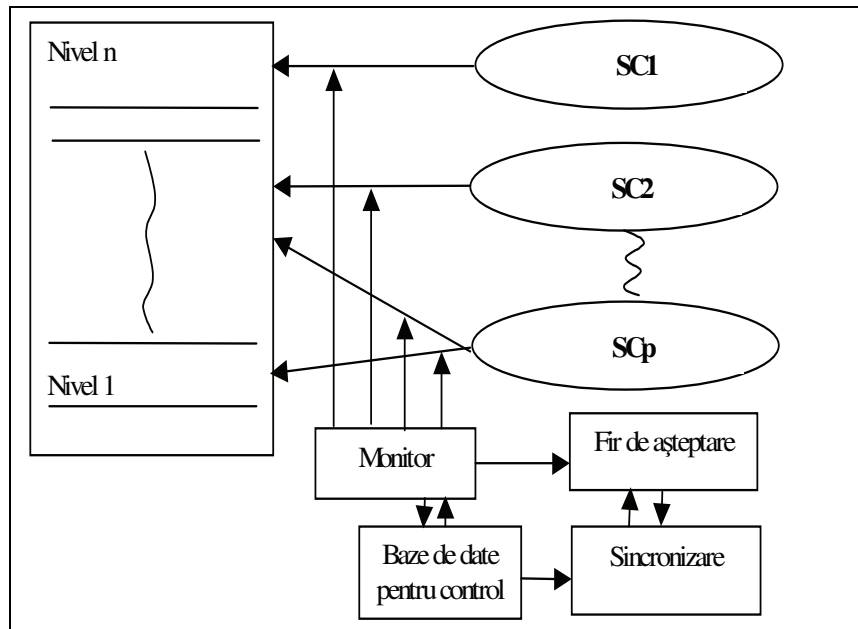 Nivel n
SC1
SC2
SCp
Nivel 1
Monitor
Fir de aşteptare
Baze de date
pentru control
Sincronizare